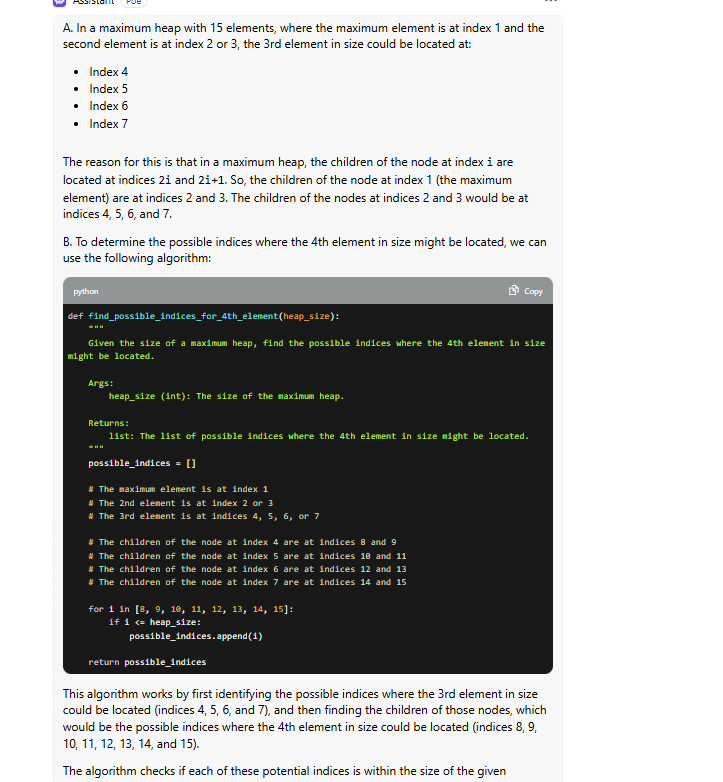 Assistant Poe
A. In a maximum heap with 15 elements, where the maximum element is at index 1 and the
second element is at index 2 or 3, the 3rd element in size could be located at:
• Index 4
• Index 5
• Index 6
• Index 7
The reason for this is that in a maximum heap, the children of the node at index i are
located at indices 2i and 2i+1. So, the children of the node at index 1 (the maximum
element) are at indices 2 and 3. The children of the nodes at indices 2 and 3 would be at
indices 4, 5, 6, and 7.
B. To determine the possible indices where the 4th element in size might be located, we can
use the following algorithm:
python Copy
def find_possible_indices_for_4th_element(heap_size):
"""
Given the size of a maximum heap, find the possible indices where the 4th element in size
might be located.
Args:
heap_size (int): The size of the maximum heap.
Returns:
list: The list of possible indices where the 4th element in size might be located.
"""
possible_indices = []
# The maximum element is at index 1
# The 2nd element is at index 2 or 3
# The 3rd element is at indices 4, 5, 6, or 7
# The children of the node at index 4 are at indices 8 and 9
# The children of the node at index 5 are at indices 10 and 11
# The children of the node at index 6 are at indices 12 and 13
# The children of the node at index 7 are at indices 14 and 15
for i in [8, 9, 10, 11, 12, 13, 14, 15]:
if i <= heap_size:
possible_indices.append(i)
return possible_indices
This algorithm works by first identifying the possible indices where the 3rd element in size
could be located (indices 4, 5, 6, and 7), and then finding the children of those nodes, which
would be the possible indices where the 4th element in size could be located (indices 8, 9,
10, 11, 12, 13, 14, and 15).
The algorithm checks if each of these potential indices is within the size of the given